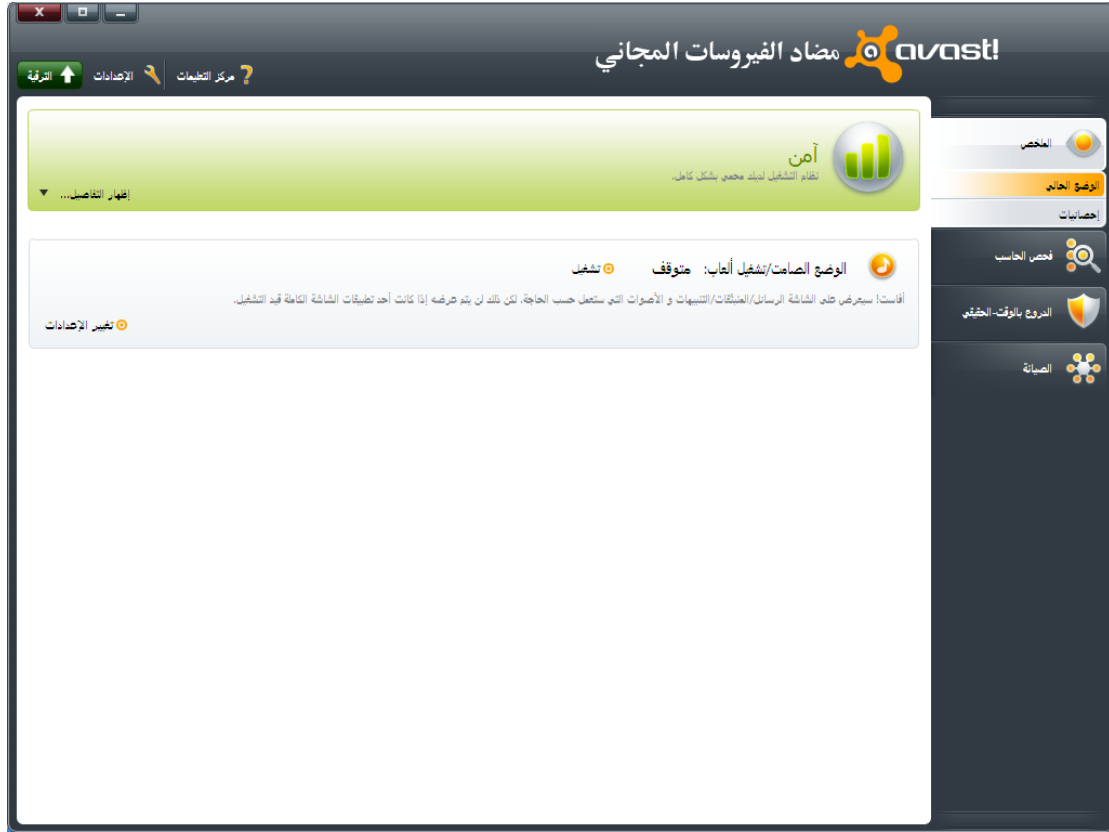 avast! مضاد الفيروسات المجاني
مركز التعليمات
الإعدادات
الترقية
الملخص
الوضع الحالي
إحصائيات
فحص الحاسب
الدروع بالوقت-الحقيقي
الصيانة
آمن
نظام التشغيل لديك محمي بشكل كامل.
إظهار التفاصيل...
الوضع الصامت/تشغيل ألعاب: متوقف تشغيل
أفاست! سيعرض على الشاشة الرسائل/المنبثقات/التنبيهات و الأصوات التي ستعمل حسب الحاجة. لكن ذلك لن يتم عرضه إذا كانت أحد تطبيقات الشاشة الكاملة قيد التشغيل.
تغيير الإعدادات